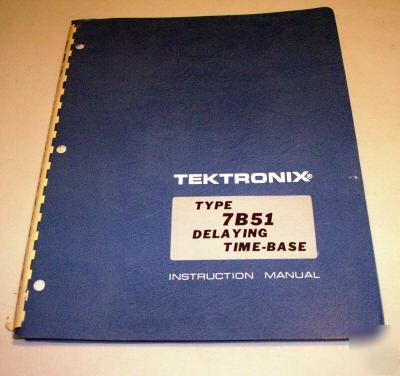 TEKTRONIX®
TYPE
7B51
DELAYING
TIME-BASE
INSTRUCTION MANUAL